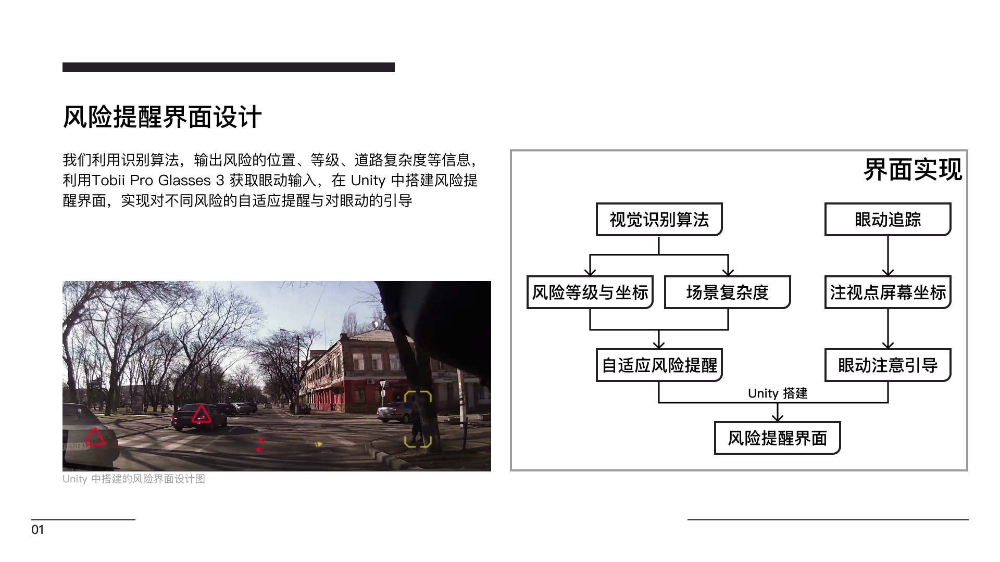 风险提醒界面设计
我们利用识别算法，输出风险的位置、等级、道路复杂度等信息，
利用Tobii Pro Glasses 3 获取眼动输入，在 Unity 中搭建风险提
醒界面，实现对不同风险的自适应提醒与对眼动的引导
Unity 中搭建的风险界面设计图
界面实现
视觉识别算法
眼动追踪
风险等级与坐标
场景复杂度
注视点屏幕坐标
自适应风险提醒
眼动注意引导
Unity 搭建
风险提醒界面
01